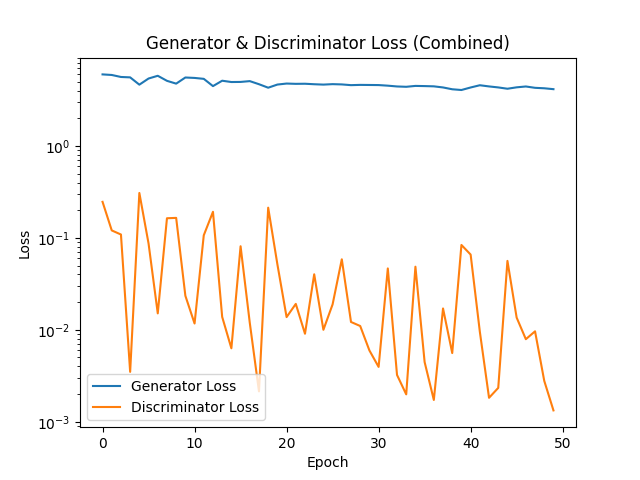 Generator & Discriminator Loss (Combined)
Loss
10⁰
10⁻¹
10⁻²
10⁻³
Generator Loss
Discriminator Loss
0 10 20 30 40 50
Epoch